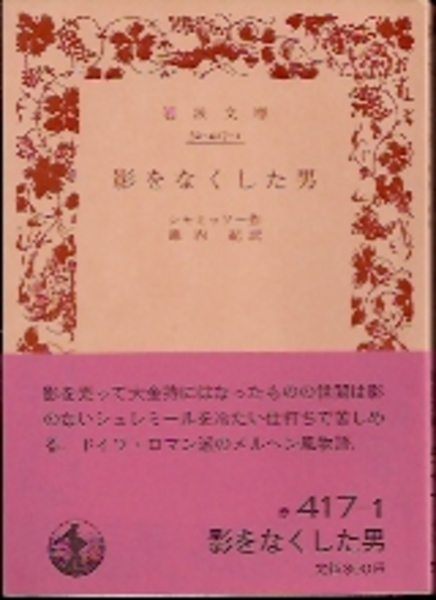 岩波文庫
影をなくした男
シャミッソー作
池内 紀訳
影を売って大金持にはなったものの世間は影
のないシュレミールを冷たい仕打ちで苦しめ
る。ドイツ・ロマン派のメルヘン風物語。
赤 417-1
影をなくした男